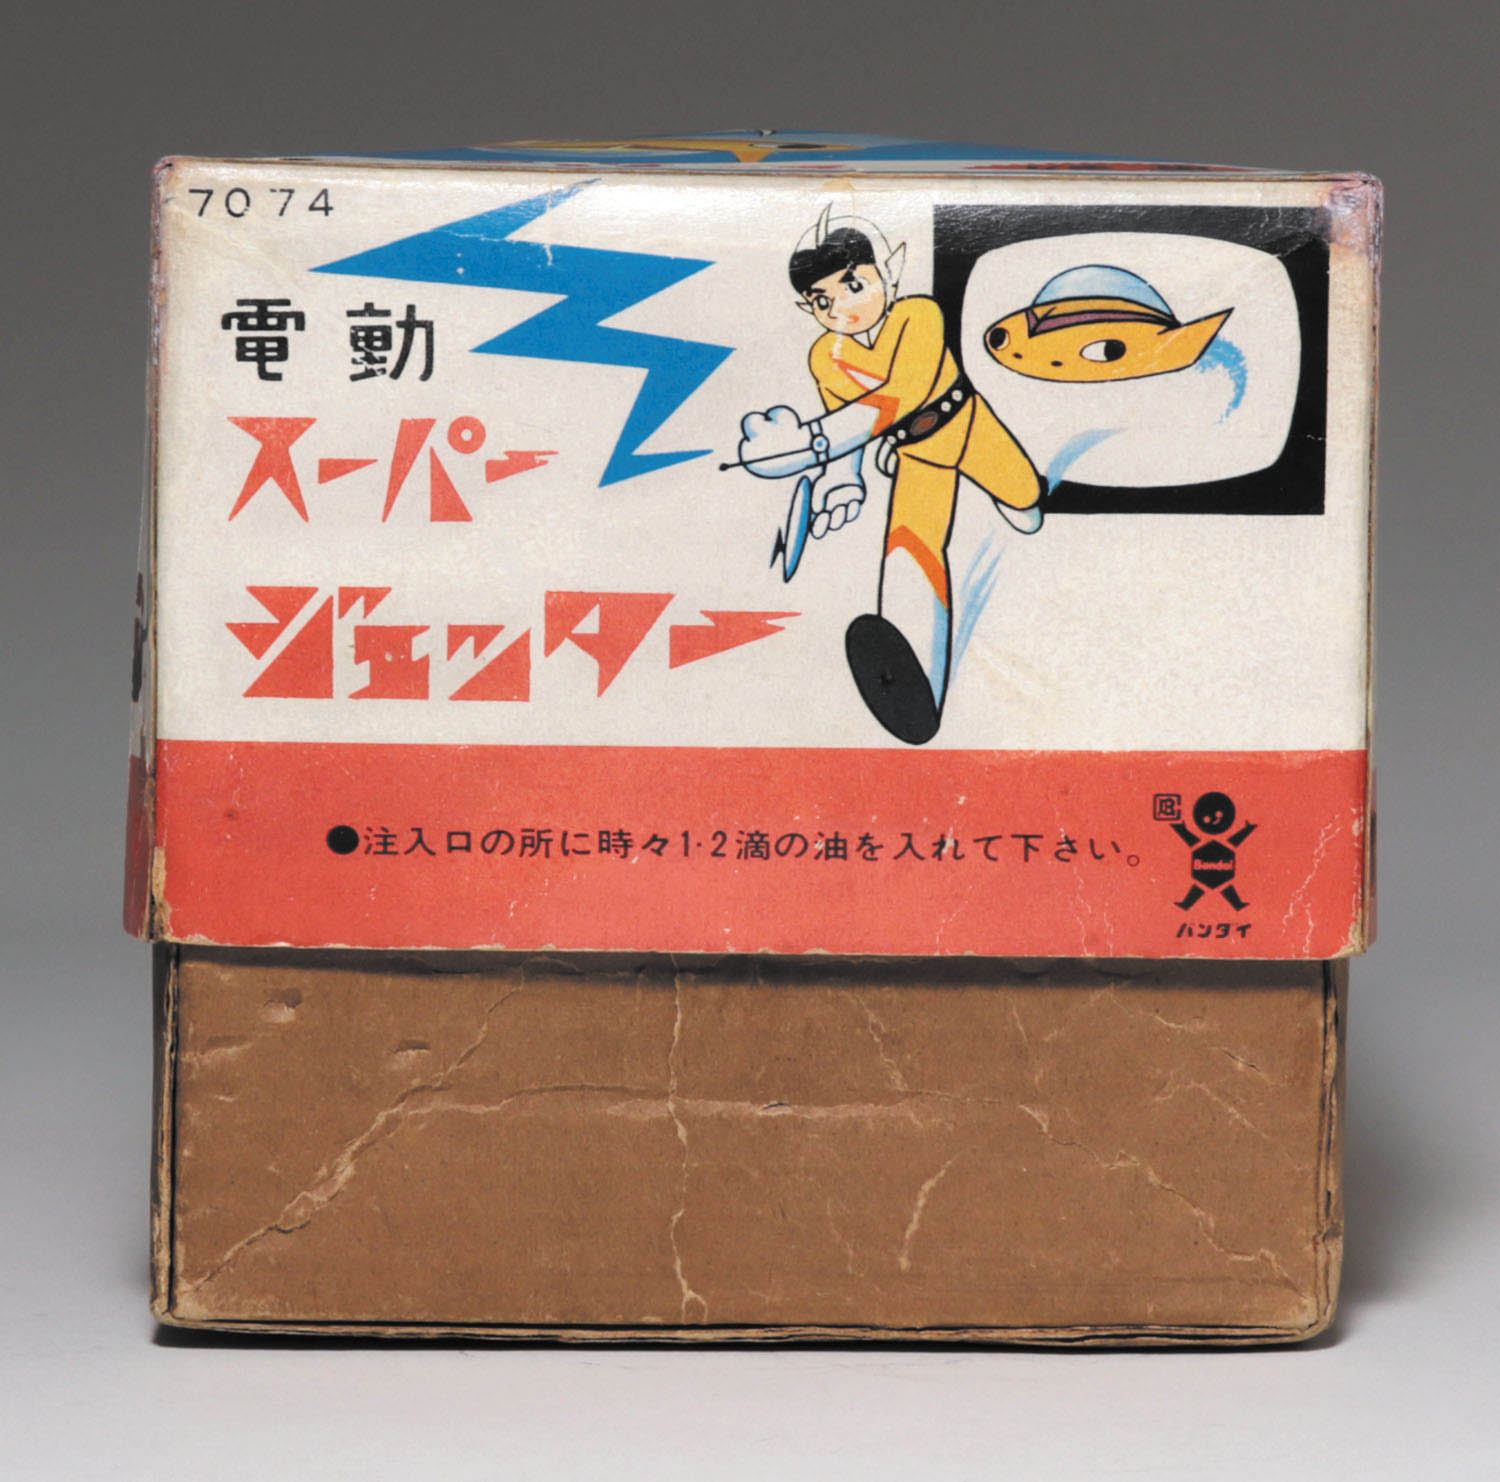 7074
電動
スーパー
ジェッター
●注入口の所に時々1・2滴の油を入れて下さい。
B
Bandai
バンダイ